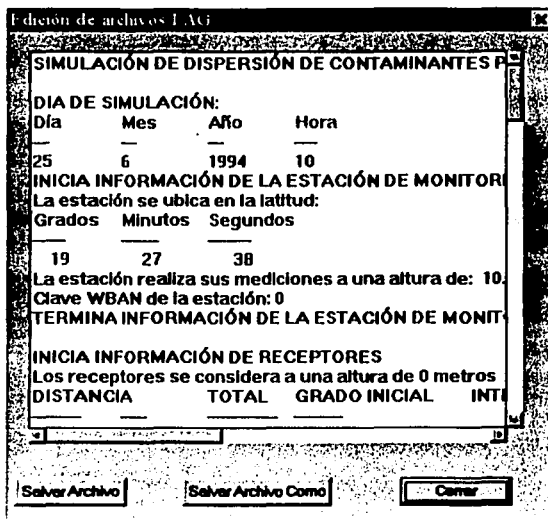 Edición de archivos LAG
SIMULACIÓN DE DISPERSIÓN DE CONTAMINANTES P
DIA DE SIMULACIÓN:
Día Mes Año Hora
25 6 1994 10
INICIA INFORMACIÓN DE LA ESTACIÓN DE MONITORI
La estación se ubica en la latitud:
Grados Minutos Segundos
19 27 38
La estación realiza sus mediciones a una altura de: 10.
Clave WBAN de la estación: 0
TERMINA INFORMACIÓN DE LA ESTACIÓN DE MONIT
INICIA INFORMACIÓN DE RECEPTORES
Los receptores se considera a una altura de 0 metros
DISTANCIA TOTAL GRADO INICIAL INT
Salvar Archivo Salvar Archivo Como Cerrar